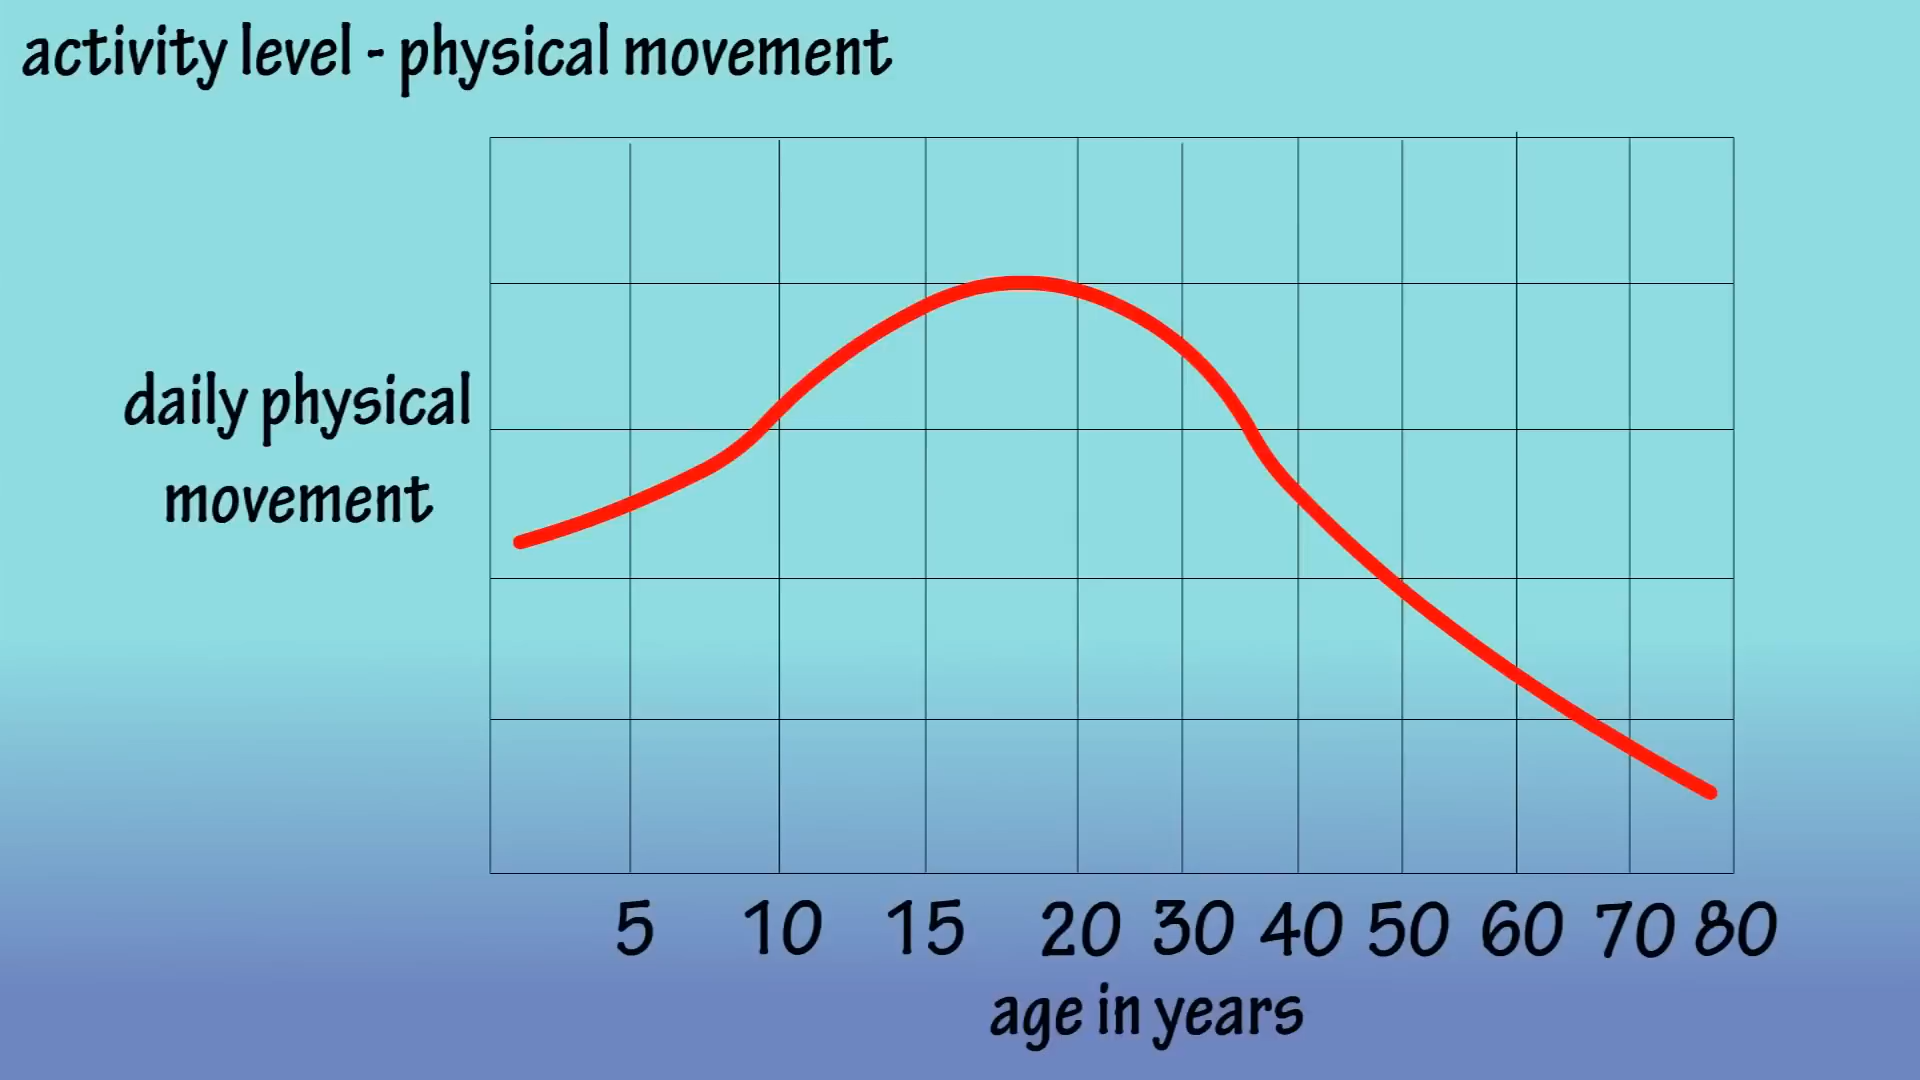 activity level - physical movement
daily physical
movement
5 10 15 20 30 40 50 60 70 80
age in years